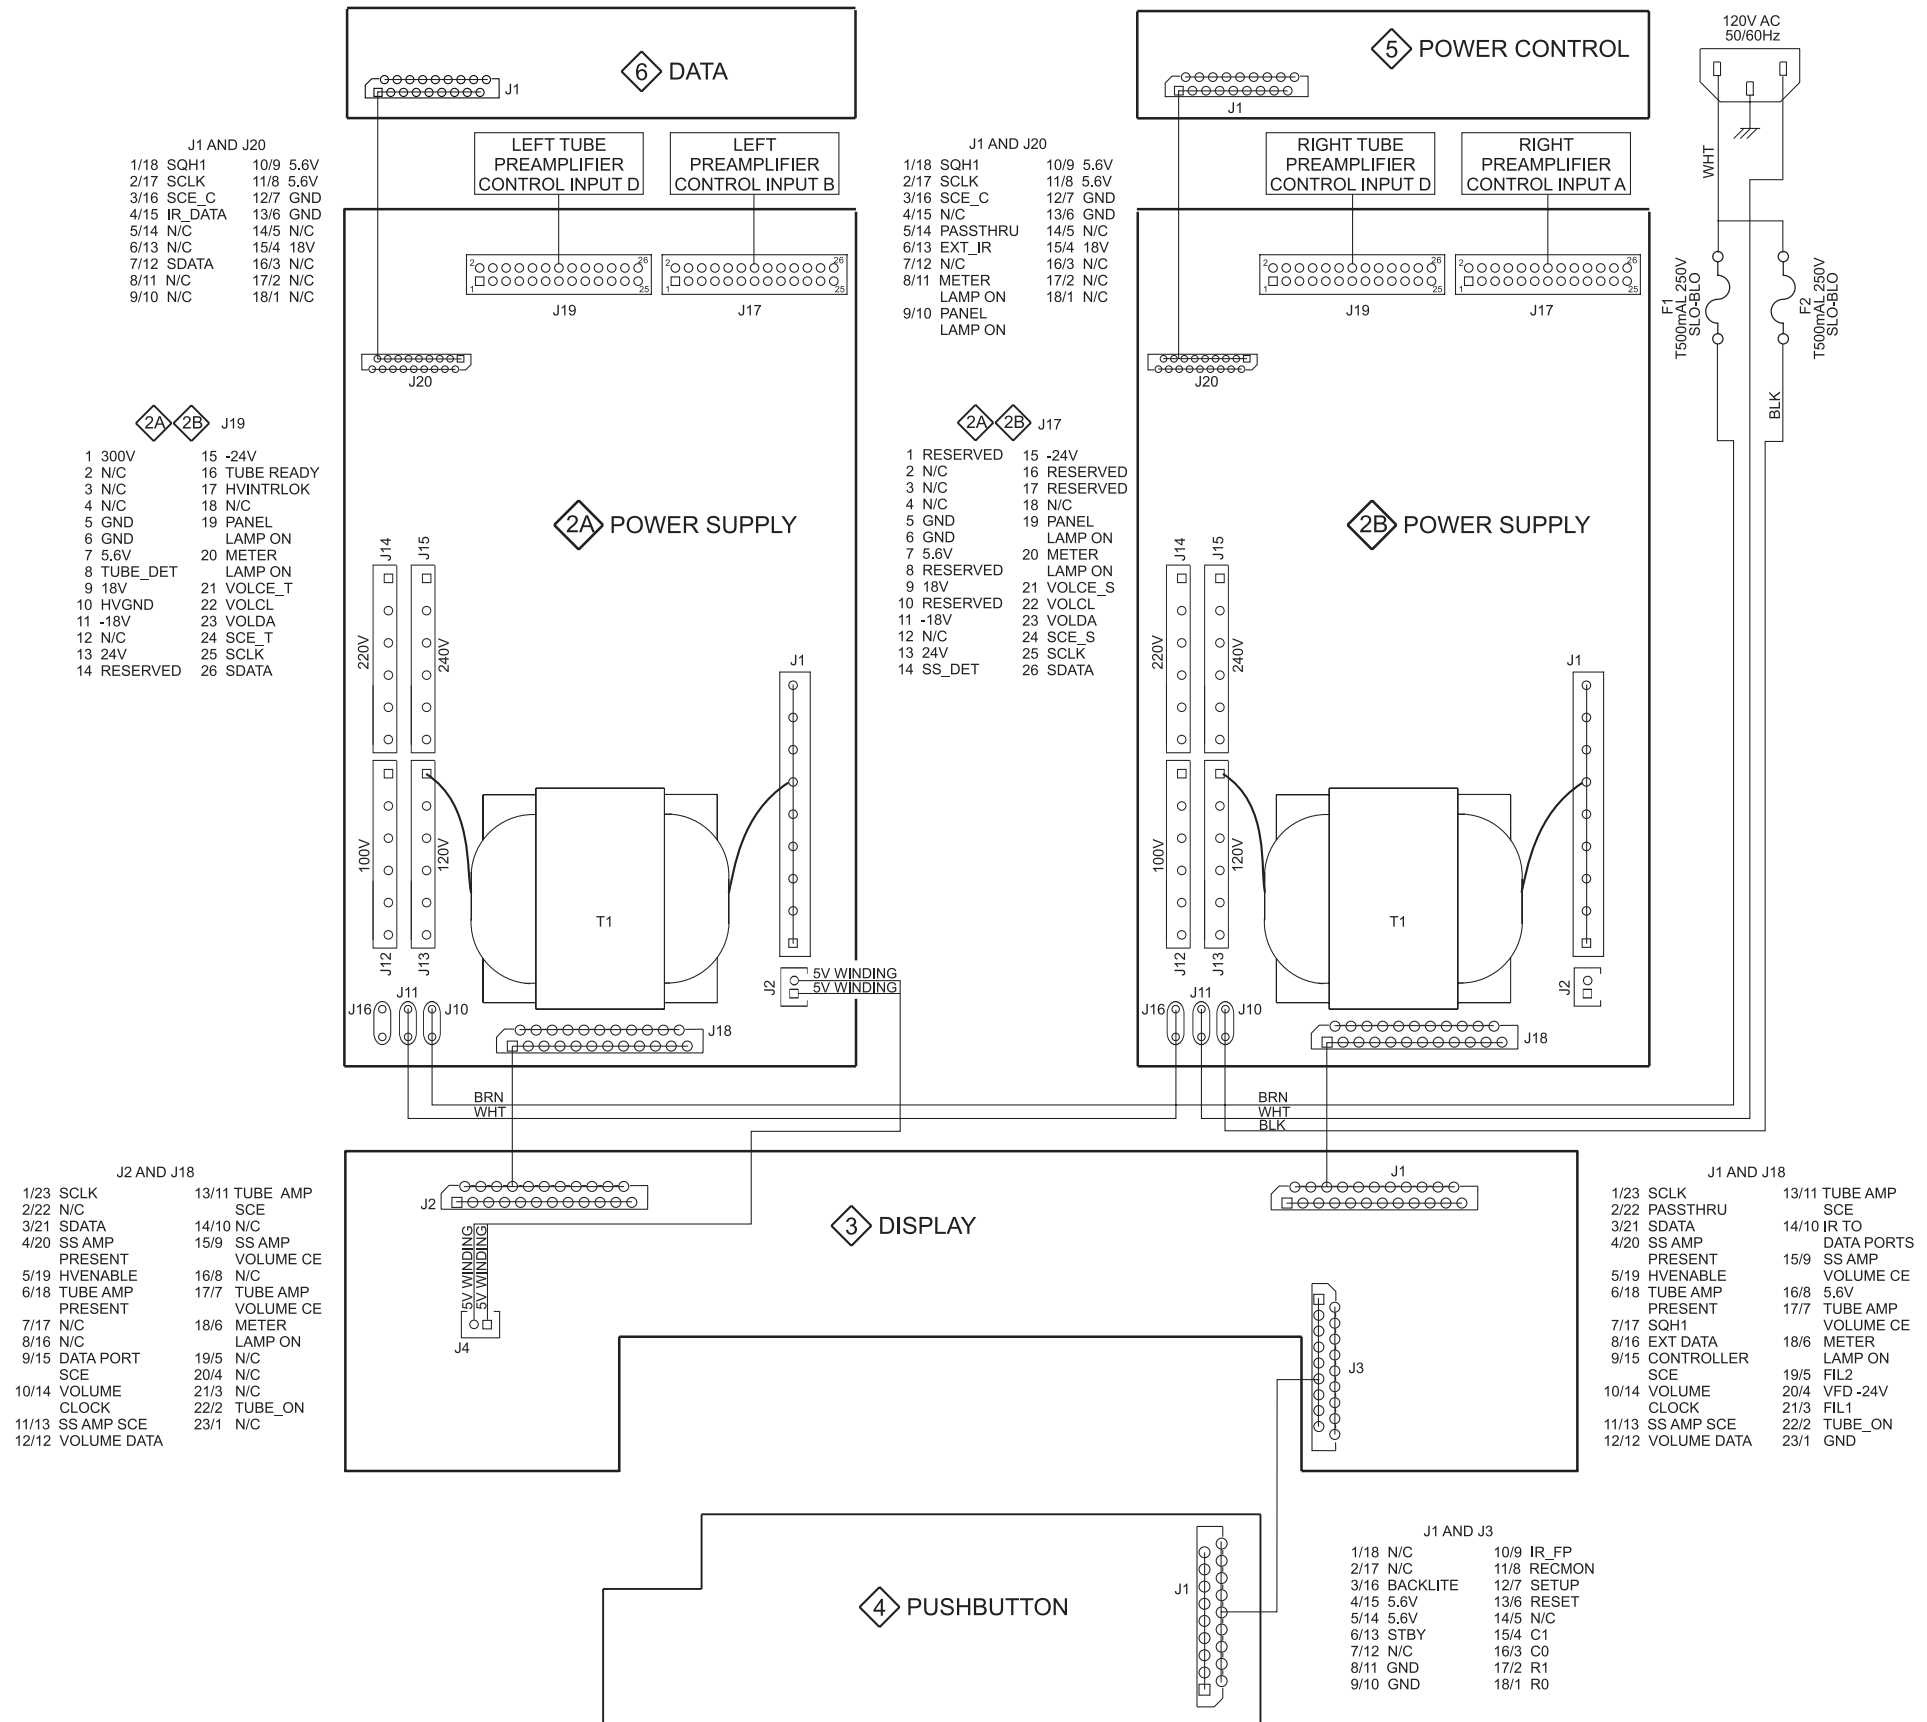 6 DATA
J1
5 POWER CONTROL
J1
120V AC
50/60Hz
WHT
F1
T500mAL 250V
SLO-BLO
F2
T500mAL 250V
SLO-BLO
BLK
J1 AND J20
1/18 SQH1 10/9 5.6V
2/17 SCLK 11/8 5.6V
3/16 SCE_C 12/7 GND
4/15 IR_DATA 13/6 GND
5/14 N/C 14/5 N/C
6/13 N/C 15/4 18V
7/12 SDATA 16/3 N/C
8/11 N/C 17/2 N/C
9/10 N/C 18/1 N/C
LEFT TUBE
PREAMPLIFIER
CONTROL INPUT D
LEFT
PREAMPLIFIER
CONTROL INPUT B
2 26
1 25
J19
2 26
1 25
J17
J20
J1 AND J20
1/18 SQH1 10/9 5.6V
2/17 SCLK 11/8 5.6V
3/16 SCE_C 12/7 GND
4/15 N/C 13/6 GND
5/14 PASSTHRU 14/5 N/C
6/13 EXT_IR 15/4 18V
7/12 N/C 16/3 N/C
8/11 METER 17/2 N/C
LAMP ON 18/1 N/C
9/10 PANEL
LAMP ON
RIGHT TUBE
PREAMPLIFIER
CONTROL INPUT D
RIGHT
PREAMPLIFIER
CONTROL INPUT A
2 26
1 25
J19
2 26
1 25
J17
J20
2A 2B J19
1 300V 15 -24V
2 N/C 16 TUBE READY
3 N/C 17 HVINTRLOK
4 N/C 18 N/C
5 GND 19 PANEL
6 GND LAMP ON
7 5.6V 20 METER
8 TUBE_DET LAMP ON
9 18V 21 VOLCE_T
10 HVGND 22 VOLCL
11 -18V 23 VOLDA
12 N/C 24 SCE_T
13 24V 25 SCLK
14 RESERVED 26 SDATA
2A POWER SUPPLY
J14
J15
220V
240V
100V
120V
J12
J13
T1
J1
J2
5V WINDING
5V WINDING
J16
J11
J10
J18
2A 2B J17
1 RESERVED 15 -24V
2 N/C 16 RESERVED
3 N/C 17 RESERVED
4 N/C 18 N/C
5 GND 19 PANEL
6 GND LAMP ON
7 5.6V 20 METER
8 RESERVED LAMP ON
9 18V 21 VOLCE_S
10 RESERVED 22 VOLCL
11 -18V 23 VOLDA
12 N/C 24 SCE_S
13 24V 25 SCLK
14 SS_DET 26 SDATA
2B POWER SUPPLY
J14
J15
220V
240V
100V
120V
J12
J13
T1
J1
J2
J16
J11
J10
J18
BRN
WHT
BRN
WHT
BLK
J2 AND J18
1/23 SCLK 13/11 TUBE AMP
2/22 N/C SCE
3/21 SDATA 14/10 N/C
4/20 SS AMP 15/9 SS AMP
PRESENT VOLUME CE
5/19 HVENABLE 16/8 N/C
6/18 TUBE AMP 17/7 TUBE AMP
PRESENT VOLUME CE
7/17 N/C 18/6 METER
8/16 N/C LAMP ON
9/15 DATA PORT 19/5 N/C
SCE 20/4 N/C
10/14 VOLUME 21/3 N/C
CLOCK 22/2 TUBE_ON
11/13 SS AMP SCE 23/1 N/C
12/12 VOLUME DATA
J2
5V WINDING
5V WINDING
J4
3 DISPLAY
J1
J3
J1 AND J18
1/23 SCLK 13/11 TUBE AMP
2/22 PASSTHRU SCE
3/21 SDATA 14/10 IR TO
4/20 SS AMP DATA PORTS
PRESENT 15/9 SS AMP
5/19 HVENABLE VOLUME CE
6/18 TUBE AMP 16/8 5.6V
PRESENT 17/7 TUBE AMP
7/17 SQH1 VOLUME CE
8/16 EXT DATA 18/6 METER
9/15 CONTROLLER LAMP ON
SCE 19/5 FIL2
10/14 VOLUME 20/4 VFD -24V
CLOCK 21/3 FIL1
11/13 SS AMP SCE 22/2 TUBE_ON
12/12 VOLUME DATA 23/1 GND
4 PUSHBUTTON
J1
J1 AND J3
1/18 N/C 10/9 IR_FP
2/17 N/C 11/8 RECMON
3/16 BACKLITE 12/7 SETUP
4/15 5.6V 13/6 RESET
5/14 5.6V 14/5 N/C
6/13 STBY 15/4 C1
7/12 N/C 16/3 C0
8/11 GND 17/2 R1
9/10 GND 18/1 R0